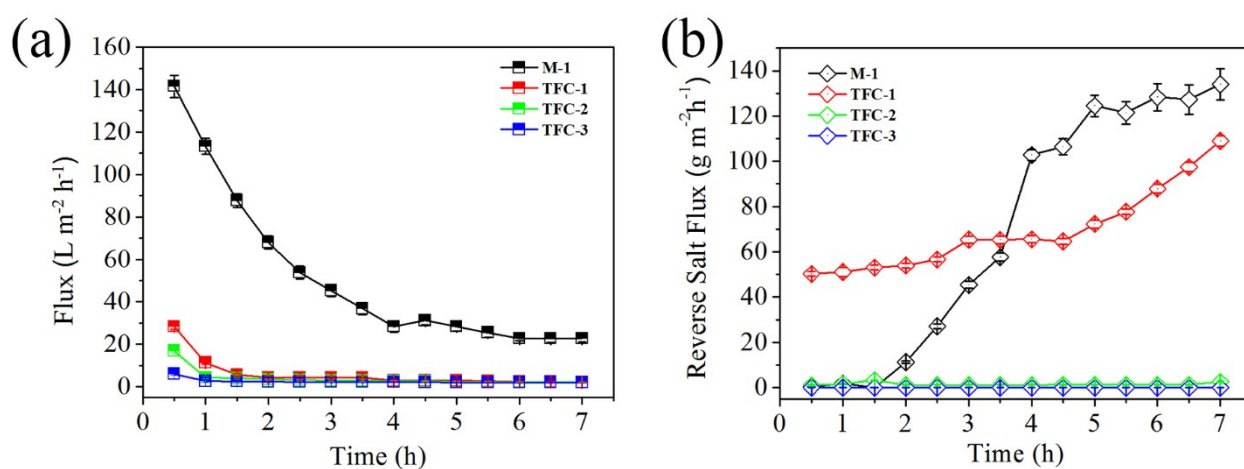 (a)
160
140
120
100
80
60
40
20
0
Flux (L m⁻² h⁻¹)
M-1
TFC-1
TFC-2
TFC-3
0 1 2 3 4 5 6 7
Time (h)
(b)
140
120
100
80
60
40
20
0
Reverse Salt Flux (g m⁻²h⁻¹)
M-1
TFC-1
TFC-2
TFC-3
0 1 2 3 4 5 6 7
Time (h)